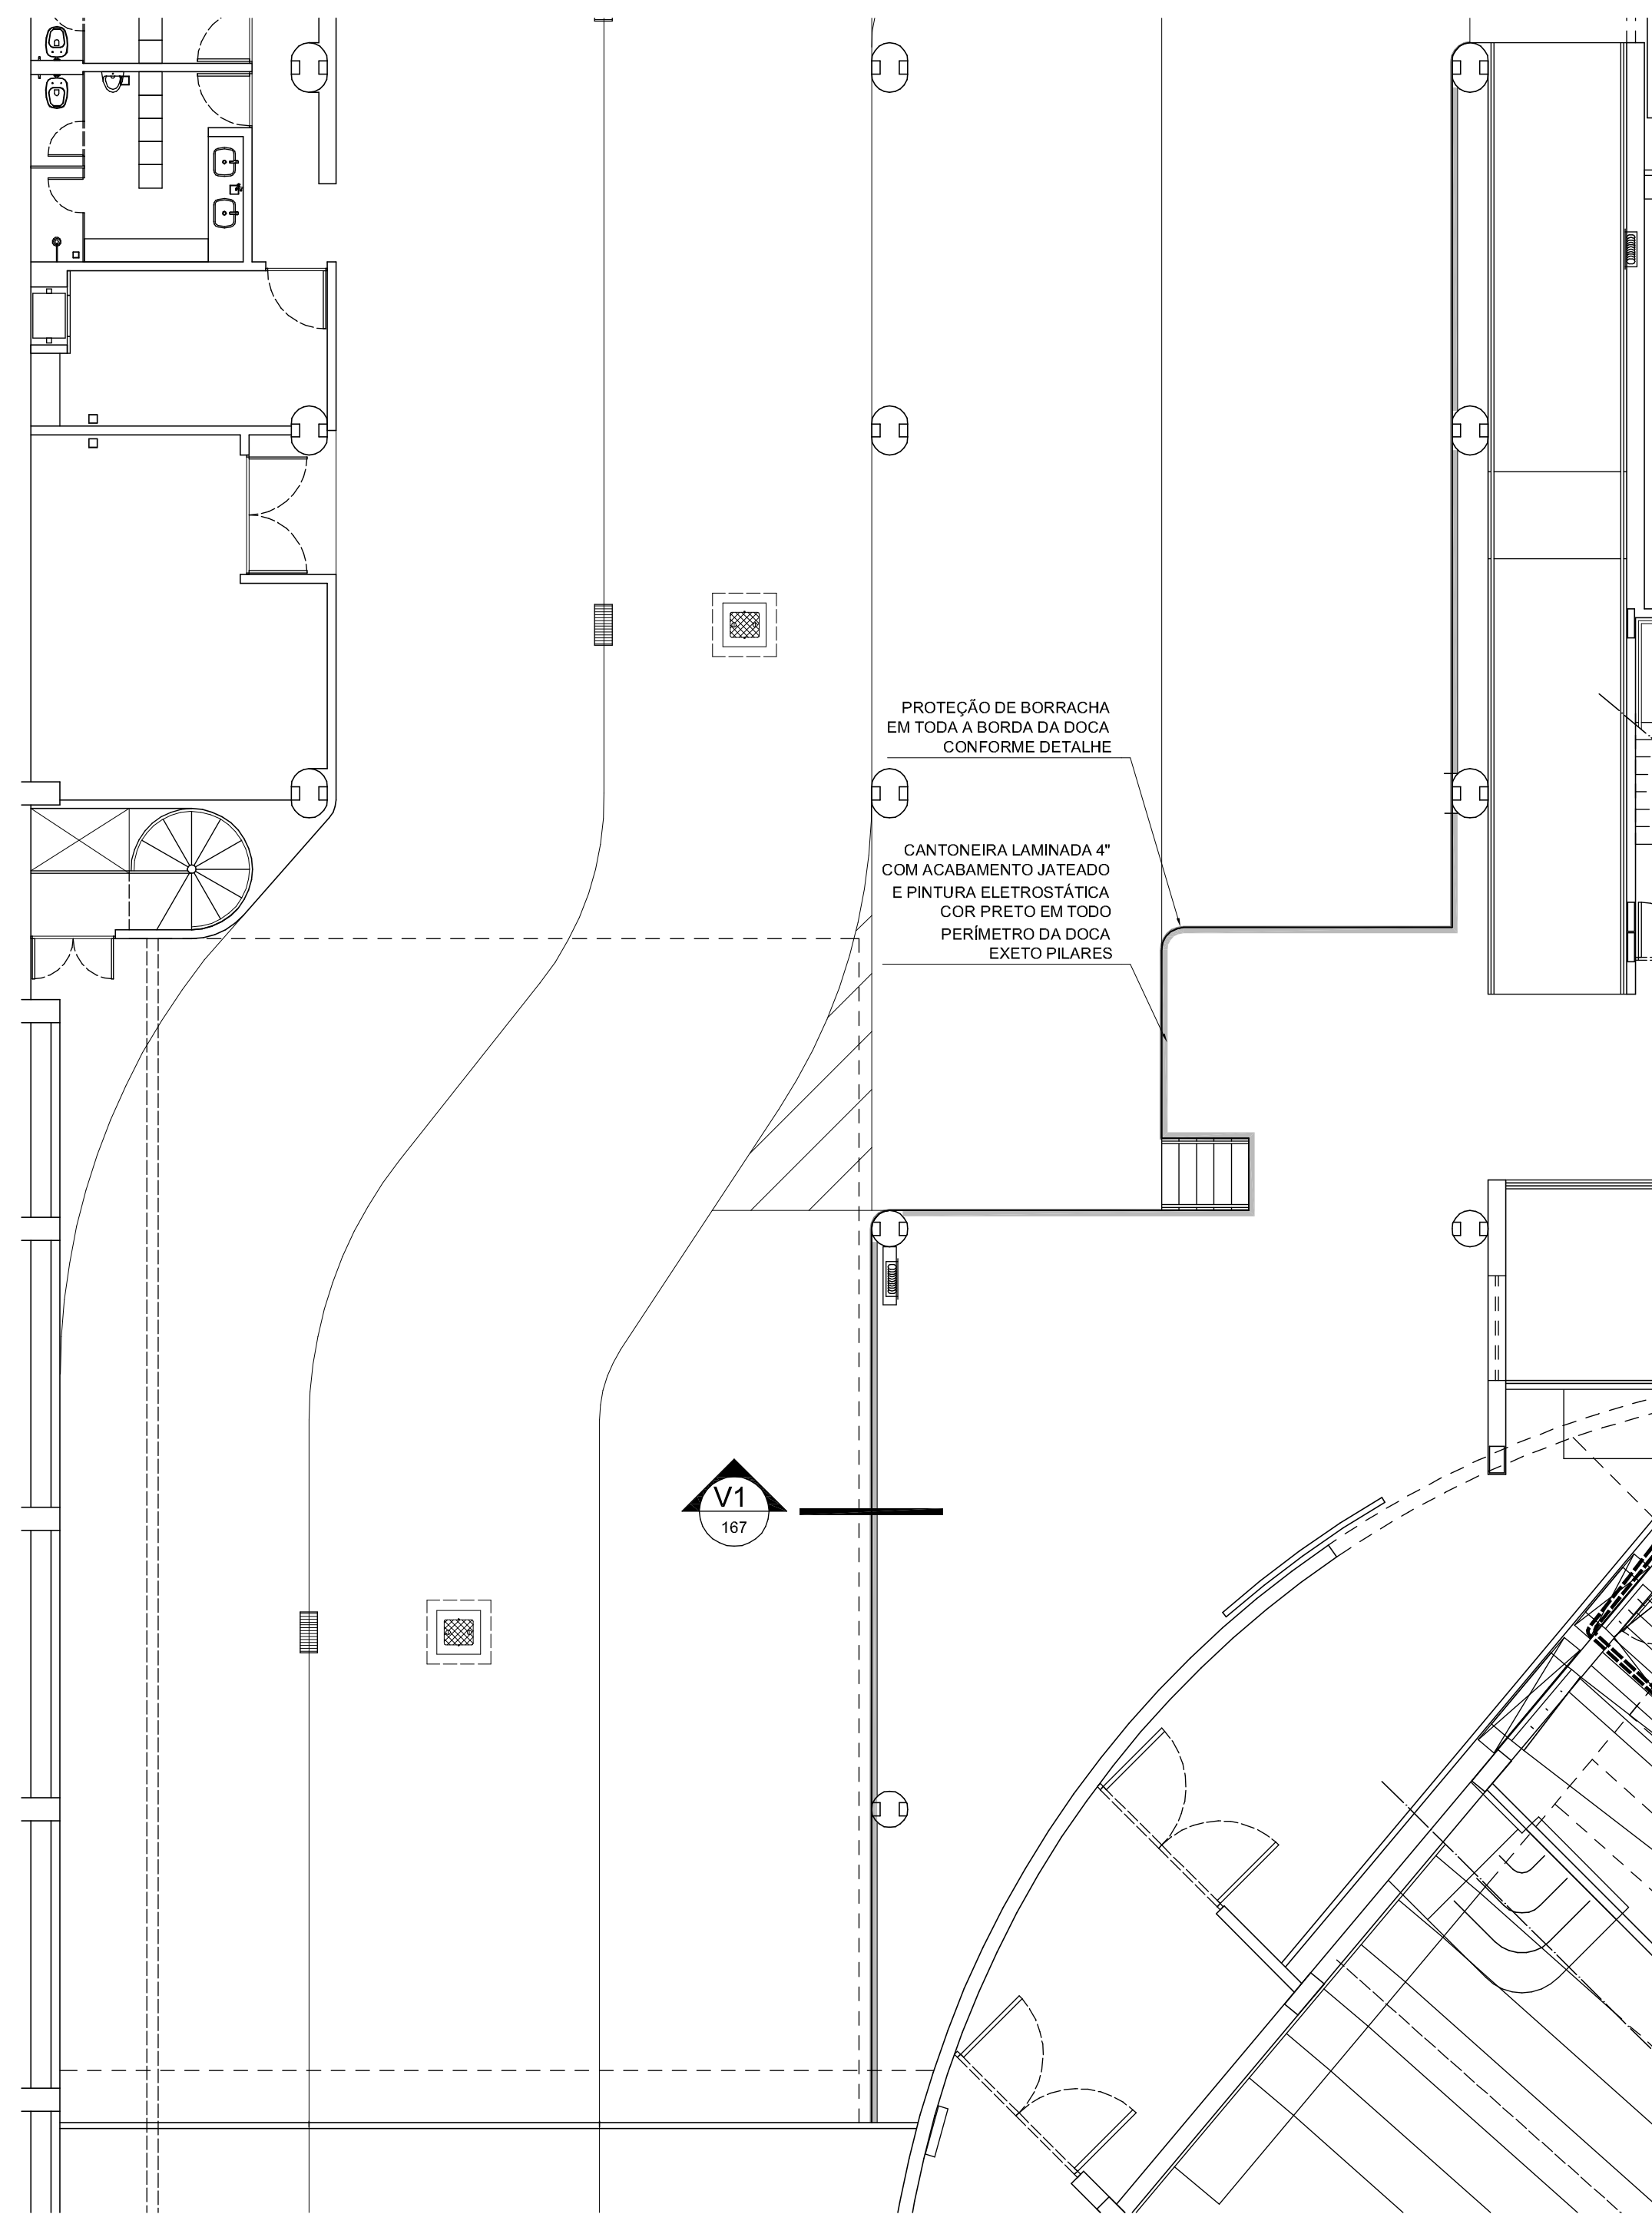 PROTEÇÃO DE BORRACHA
EM TODA A BORDA DA DOCA
CONFORME DETALHE
CANTONEIRA LAMINADA 4"
COM ACABAMENTO JATEADO
E PINTURA ELETROSTÁTICA
COR PRETO EM TODO
PERÍMETRO DA DOCA
EXETO PILARES
V1
167